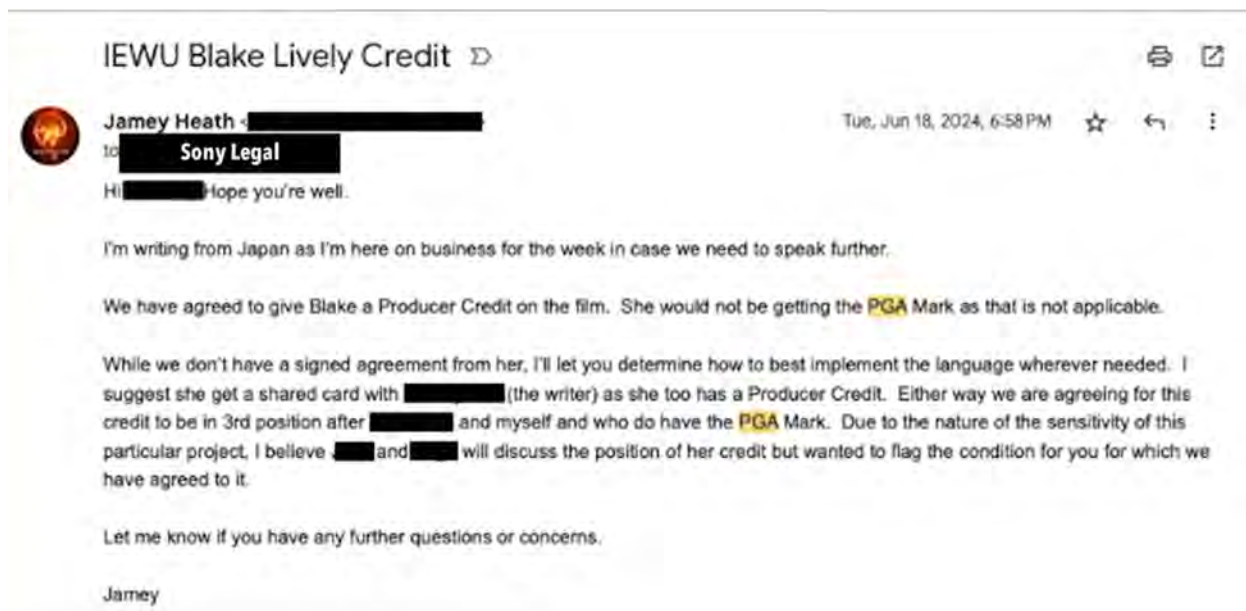 IEWU Blake Lively Credit
Jamey Heath <
Tue, Jun 18, 2024, 6:58 PM
to Sony Legal
Hi Hope you're well.
I'm writing from Japan as I'm here on business for the week in case we need to speak further.
We have agreed to give Blake a Producer Credit on the film. She would not be getting the PGA Mark as that is not applicable.
While we don't have a signed agreement from her, I'll let you determine how to best implement the language wherever needed. I
suggest she get a shared card with (the writer) as she too has a Producer Credit. Either way we are agreeing for this
credit to be in 3rd position after and myself and who do have the PGA Mark. Due to the nature of the sensitivity of this
particular project, I believe and will discuss the position of her credit but wanted to flag the condition for you for which we
have agreed to it.
Let me know if you have any further questions or concerns.
Jamey